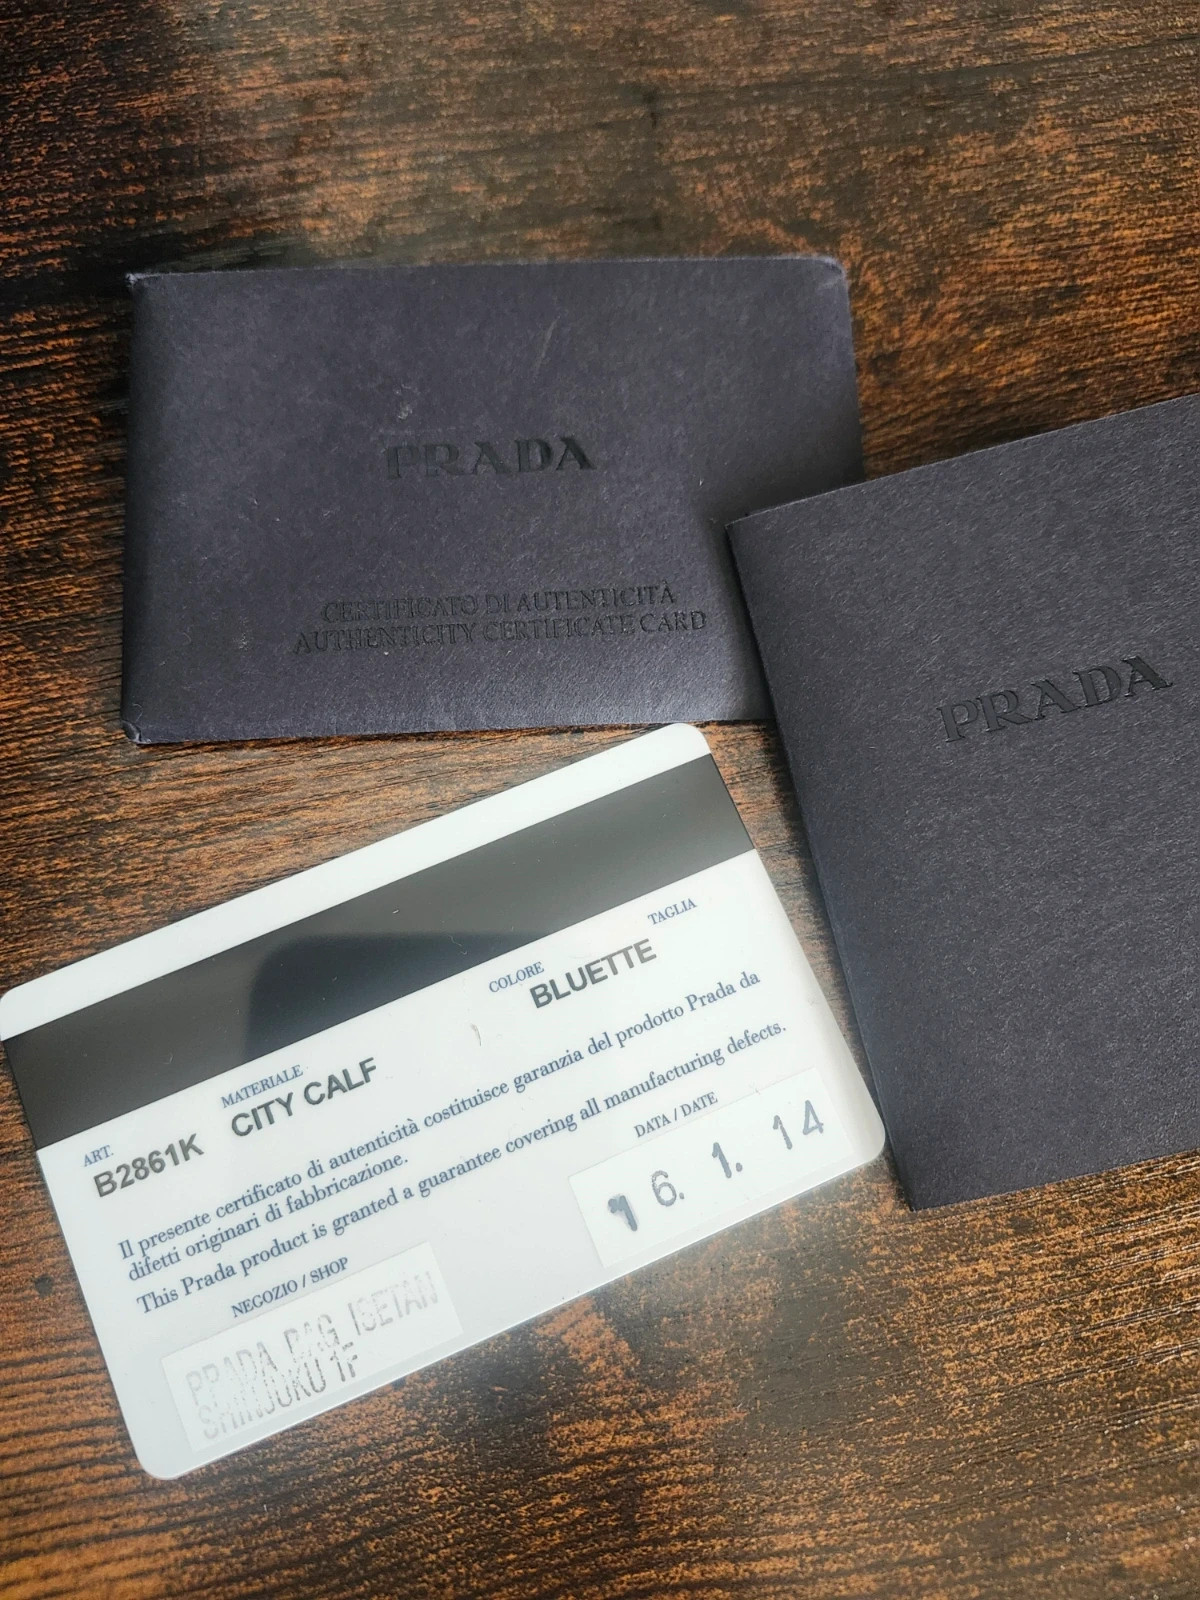 PRADA
CERTIFICATO DI AUTENTICITÀ
AUTHENTICITY CERTIFICATE CARD
PRADA
ART.
B2861K
MATERIALE
CITY CALF
COLORE
BLUETTE
TAGLIA
Il presente certificato di autenticità costituisce garanzia del prodotto Prada da
difetti originari di fabbricazione.
This Prada product is granted a guarantee covering all manufacturing defects.
NEGOZIO / SHOP
PRADA BAG ISETAN
SHINJUKU 1F
DATA / DATE
16. 1. 14